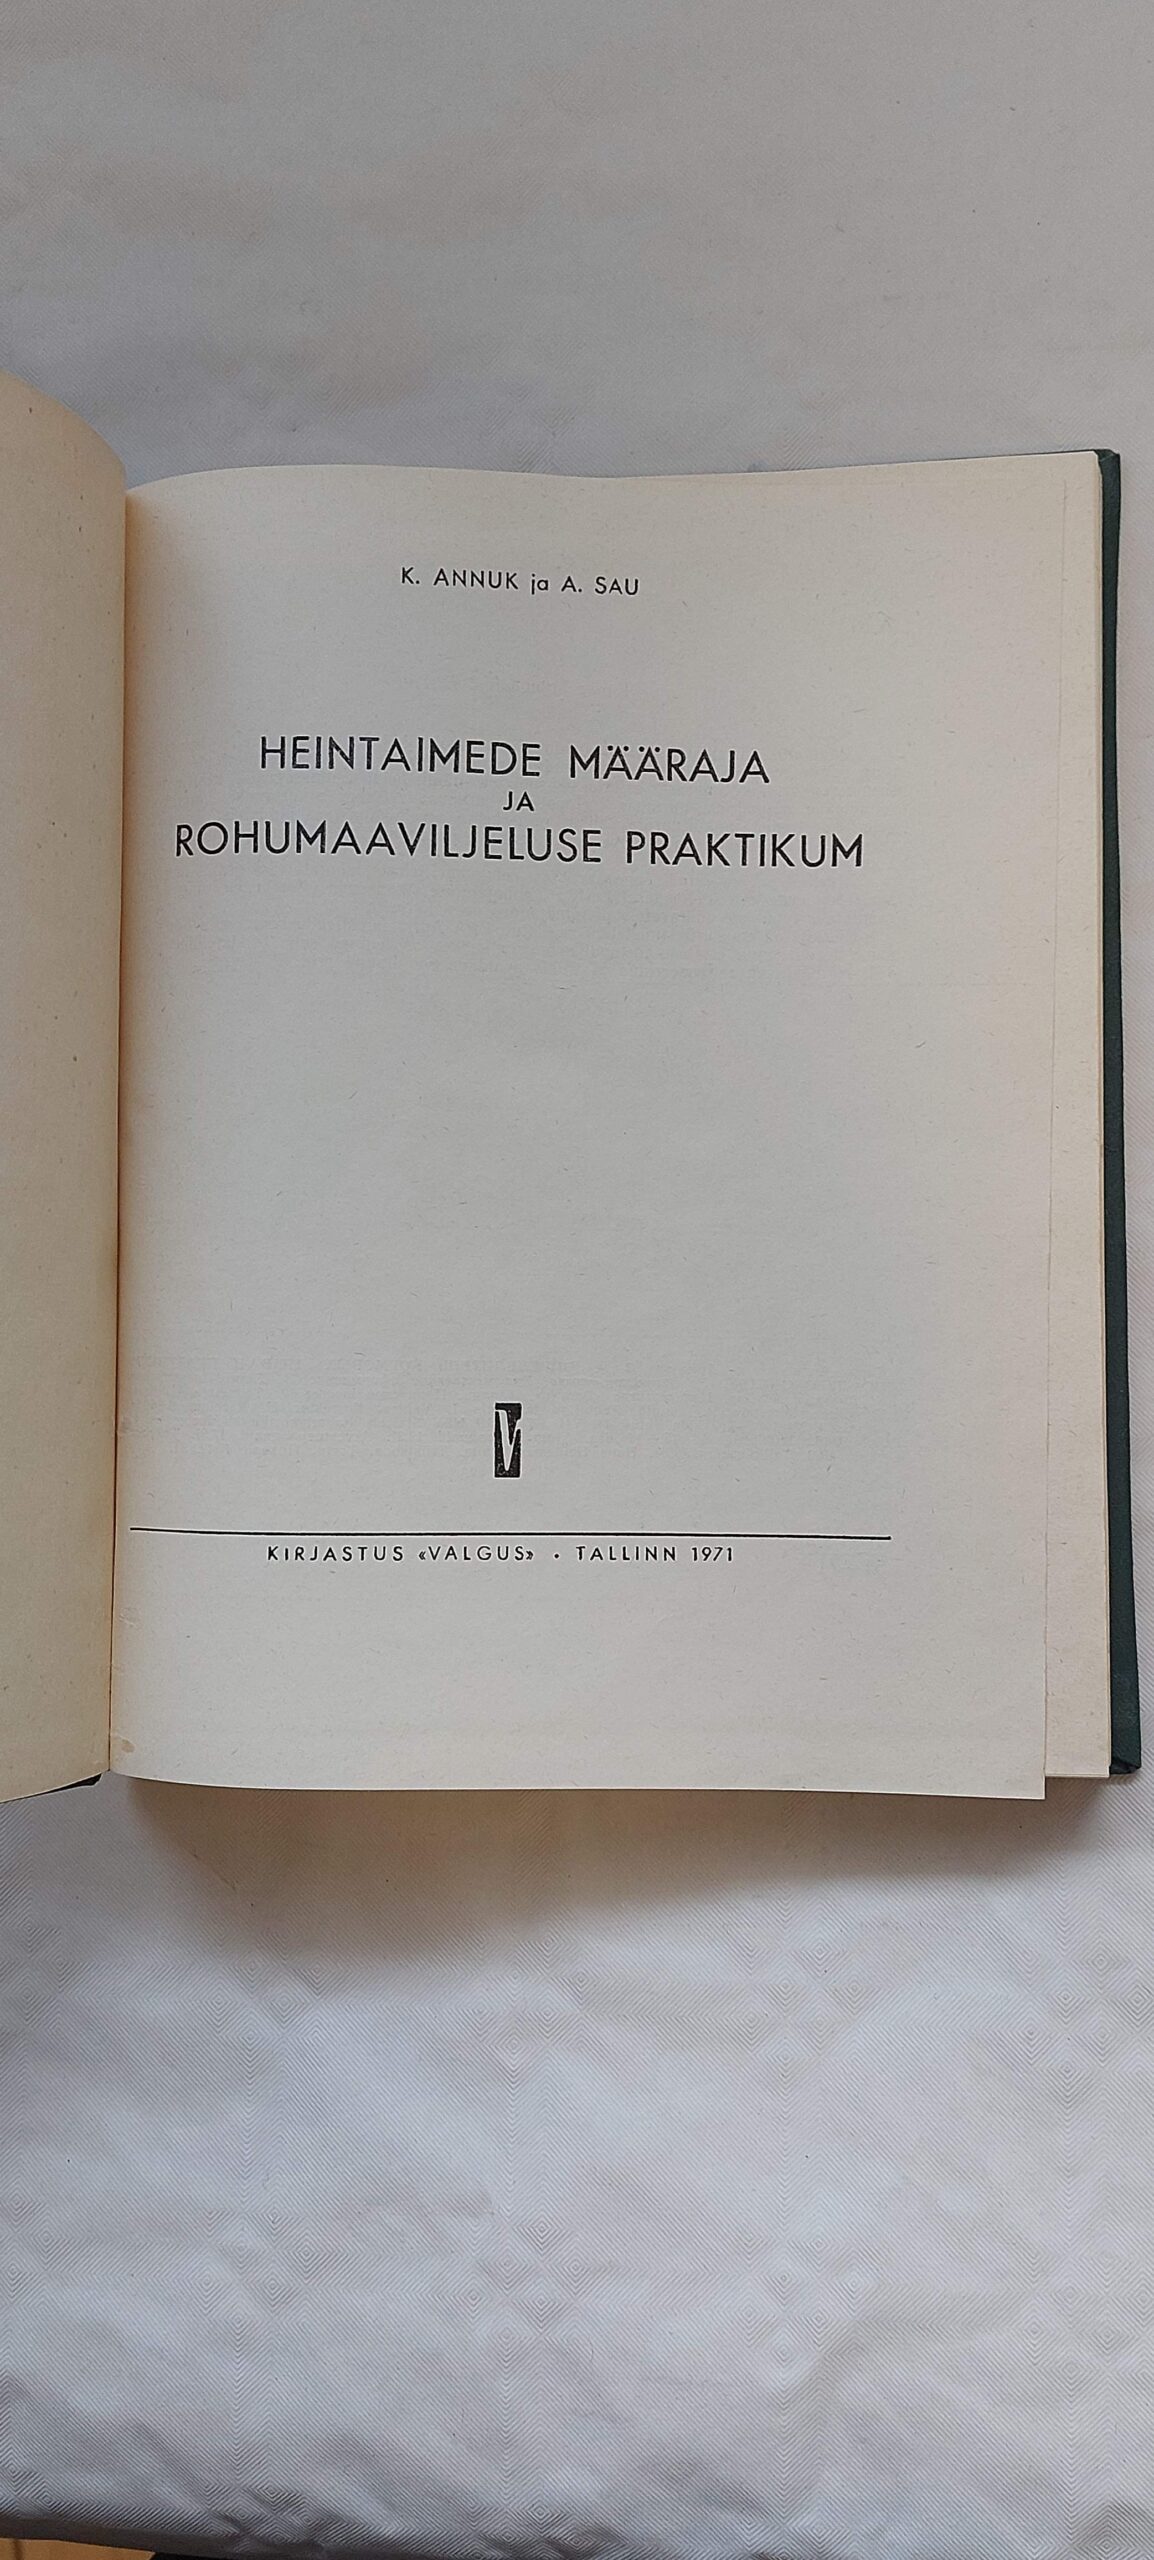 K. ANNUK ja A. SAU
HEINTAIMEDE MÄÄRAJA
JA
ROHUMAAVILJELUSE PRAKTIKUM
V
KIRJASTUS «VALGUS» • TALLINN 1971